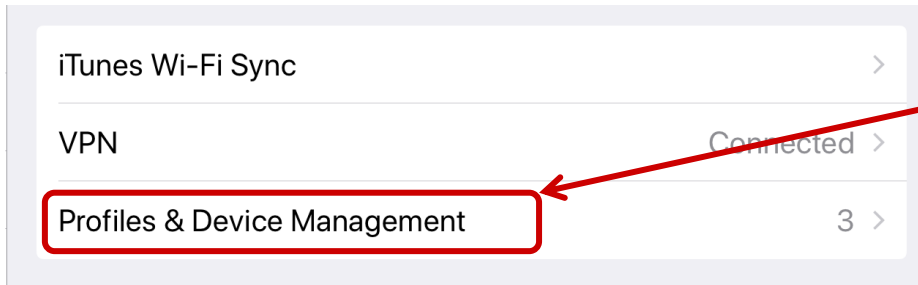 iTunes Wi-Fi Sync
VPN Connected
Profiles & Device Management 3